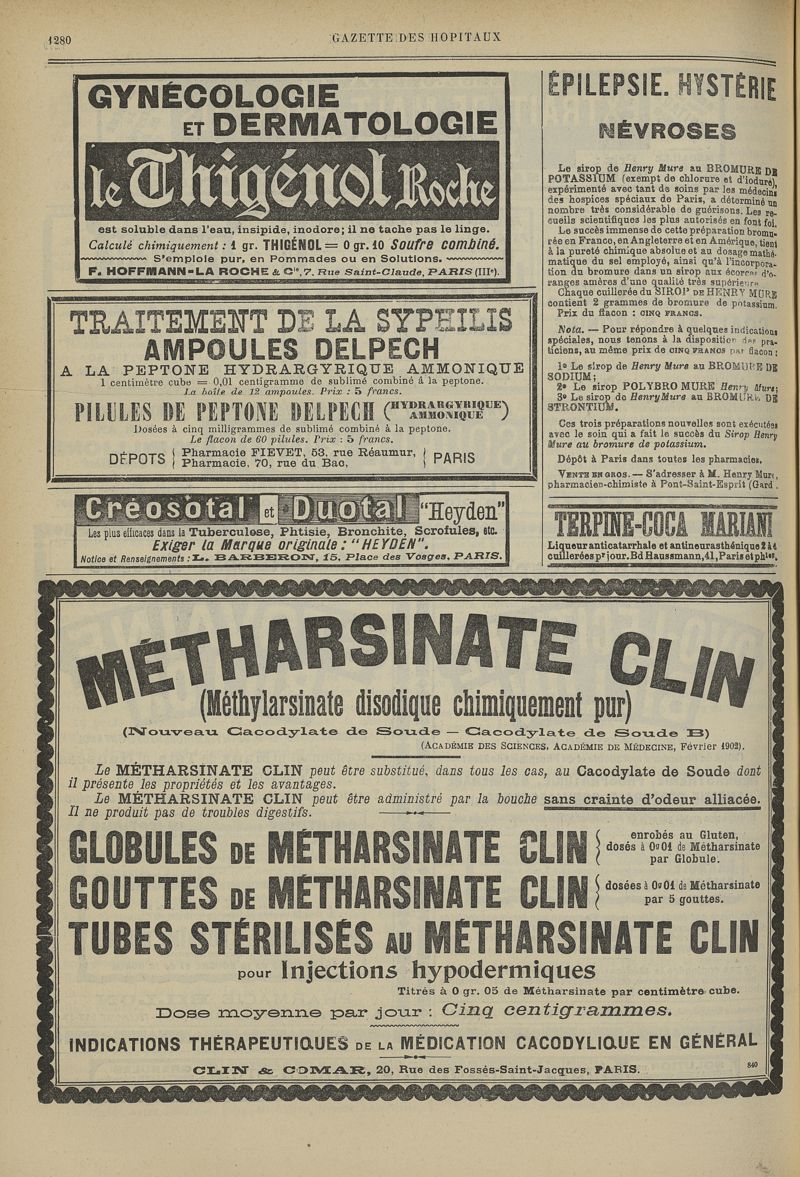 1280
GAZETTE DES HOPITAUX
GYNÉCOLOGIE
ET DERMATOLOGIE
le Thigénol Roche
est soluble dans l'eau, insipide, inodore; il ne tache pas le linge.
Calculé chimiquement : 1 gr. THIGÉNOL = 0 gr. 10 Soufre combiné.
S'emploie pur, en Pommades ou en Solutions.
F. HOFFMANN-LA ROCHE & Cie, 7, Rue Saint-Claude, PARIS (IIIe).
TRAITEMENT DE LA SYPHILIS
AMPOULES DELPECH
A LA PEPTONE HYDRARGYRIQUE AMMONIQUE
1 centimètre cube = 0,01 centigramme de sublimé combiné à la peptone.
La boîte de 12 ampoules. Prix : 5 francs.
PILULES DE PEPTONE DELPECH (HYDRARGYRIQUE AMMONIQUE)
Dosées à cinq milligrammes de sublimé combiné à la peptone.
Le flacon de 60 pilules. Prix : 5 francs.
DÉPOTS { Pharmacie FIEVET, 53, rue Réaumur, } PARIS
Pharmacie, 70, rue du Bac,
Créosotal et Duotal "Heyden"
Les plus efficaces dans la Tuberculose, Phtisie, Bronchite, Scrofules, etc.
Exiger la Marque originale : "HEYDEN".
Notice et Renseignements : L. BARBERON, 15, Place des Vosges, PARIS.
ÉPILEPSIE. HYSTÉRIE
NÉVROSES
Le sirop de Henry Mure au BROMURE DE
POTASSIUM (exempt de chlorure et d'iodure),
expérimenté avec tant de soins par les médecins
des hospices spéciaux de Paris, a déterminé un
nombre très considérable de guérisons. Les re-
cueils scientifiques les plus autorisés en font foi.
Le succès immense de cette préparation bromu-
rée en France, en Angleterre et en Amérique, tient
à la pureté chimique absolue et au dosage mathé-
matique du sel employé, ainsi qu'à l'incorpora-
tion du bromure dans un sirop aux écorces d'o-
ranges amères d'une qualité très supérieure
Chaque cuillerée du SIROP DE HENRY MURE
contient 2 grammes de bromure de potassium.
Prix du flacon : CINQ FRANCS.
Nota. — Pour répondre à quelques indications
spéciales, nous tenons à la disposition des pra-
ticiens, au même prix de CINQ FRANCS par flacon :
1º Le sirop de Henry Mure au BROMURE DE
SODIUM;
2º Le sirop POLYBROMURE Henry Mure;
3º Le sirop de Henry Mure au BROMURE DE
STRONTIUM.
Ces trois préparations nouvelles sont exécutées
avec le soin qui a fait le succès du Sirop Henry
Mure au bromure de potassium.
Dépôt à Paris dans toutes les pharmacies.
VENTE EN GROS. — S'adresser à M. Henry Mure,
pharmacien-chimiste à Pont-Saint-Esprit (Gard .
TERPINE-COCA MARIANI
Liqueur anticatarrhale et antineurasthénique 2 à 4
cuillerées pr jour. Bd Haussmann, 41, Paris et phies.
MÉTHARSINATE CLIN
(Méthylarsinate disodique chimiquement pur)
(Nouveau Cacodylate de Soude — Cacodylate de Soude B)
(ACADÉMIE DES SCIENCES, ACADÉMIE DE MÉDECINE, Février 1902).
Le MÉTHARSINATE CLIN peut être substitué, dans tous les cas, au Cacodylate de Soude dont
il présente les propriétés et les avantages.
Le MÉTHARSINATE CLIN peut être administré par la bouche sans crainte d'odeur alliacée.
Il ne produit pas de troubles digestifs.
GLOBULES DE MÉTHARSINATE CLIN { enrobés au Gluten,
dosés à 0g 01 de Métharsinate
par Globule.
GOUTTES DE MÉTHARSINATE CLIN { dosées à 0g 01 de Métharsinate
par 5 gouttes.
TUBES STÉRILISÉS AU MÉTHARSINATE CLIN
pour Injections hypodermiques
Titrés à 0 gr. 05 de Métharsinate par centimètre cube.
Dose moyenne par jour : Cinq centigrammes.
INDICATIONS THÉRAPEUTIQUES DE LA MÉDICATION CACODYLIQUE EN GÉNÉRAL
CLIN & COMAR, 20, Rue des Fossés-Saint-Jacques, PARIS.
840